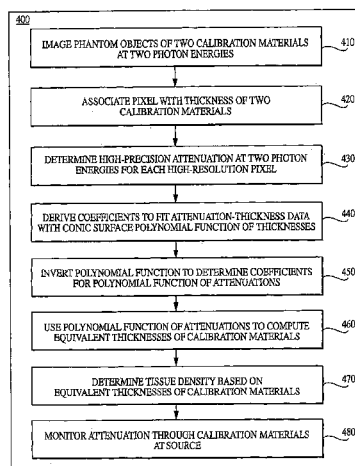 400
IMAGE PHANTOM OBJECTS OF TWO CALIBRATION MATERIALS
AT TWO PHOTON ENERGIES
410
ASSOCIATE PIXEL WITH THICKNESS OF TWO
CALIBRATION MATERIALS
420
DETERMINE HIGH-PRECISION ATTENUATION AT TWO PHOTON
ENERGIES FOR EACH HIGH-RESOLUTION PIXEL
430
DERIVE COEFFICIENTS TO FIT ATTENUATION-THICKNESS DATA
WITH CONIC SURFACE POLYNOMIAL FUNCTION OF THICKNESSES
440
INVERT POLYNOMIAL FUNCTION TO DETERMINE COEFFICIENTS
FOR POLYNOMIAL FUNCTION OF ATTENUATIONS
450
USE POLYNOMIAL FUNCTION OF ATTENUATIONS TO COMPUTE
EQUIVALENT THICKNESSES OF CALIBRATION MATERIALS
460
DETERMINE TISSUE DENSITY BASED ON
EQUIVALENT THICKNESSES OF CALIBRATION MATERIALS
470
MONITOR ATTENUATION THROUGH CALIBRATION MATERIALS
AT SOURCE
480